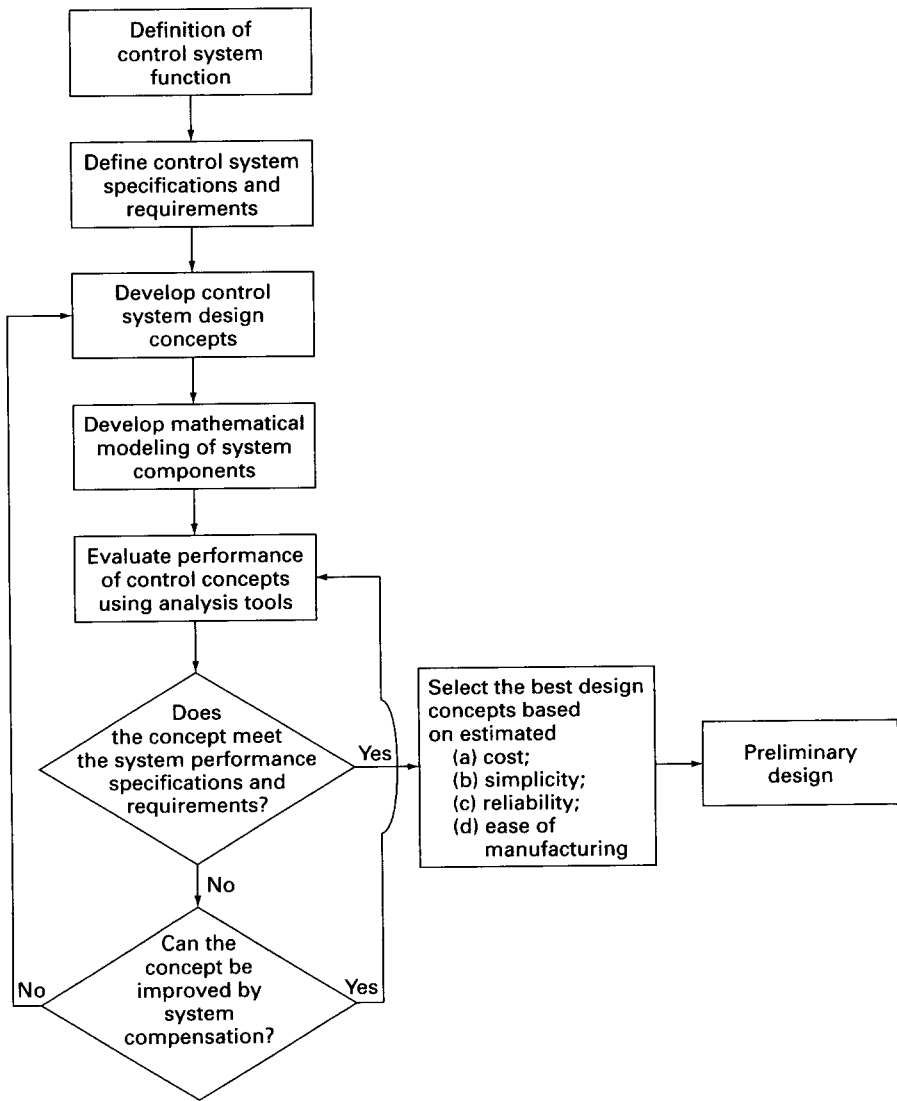 Definition of
control system
function
Define control system
specifications and
requirements
Develop control
system design
concepts
Develop mathematical
modeling of system
components
Evaluate performance
of control concepts
using analysis tools
Does
the concept meet
the system performance
specifications and
requirements?
Yes
Select the best design
concepts based
on estimated
(a) cost;
(b) simplicity;
(c) reliability;
(d) ease of
manufacturing
Preliminary
design
No
Can the
concept be
improved by
system
compensation?
No
Yes